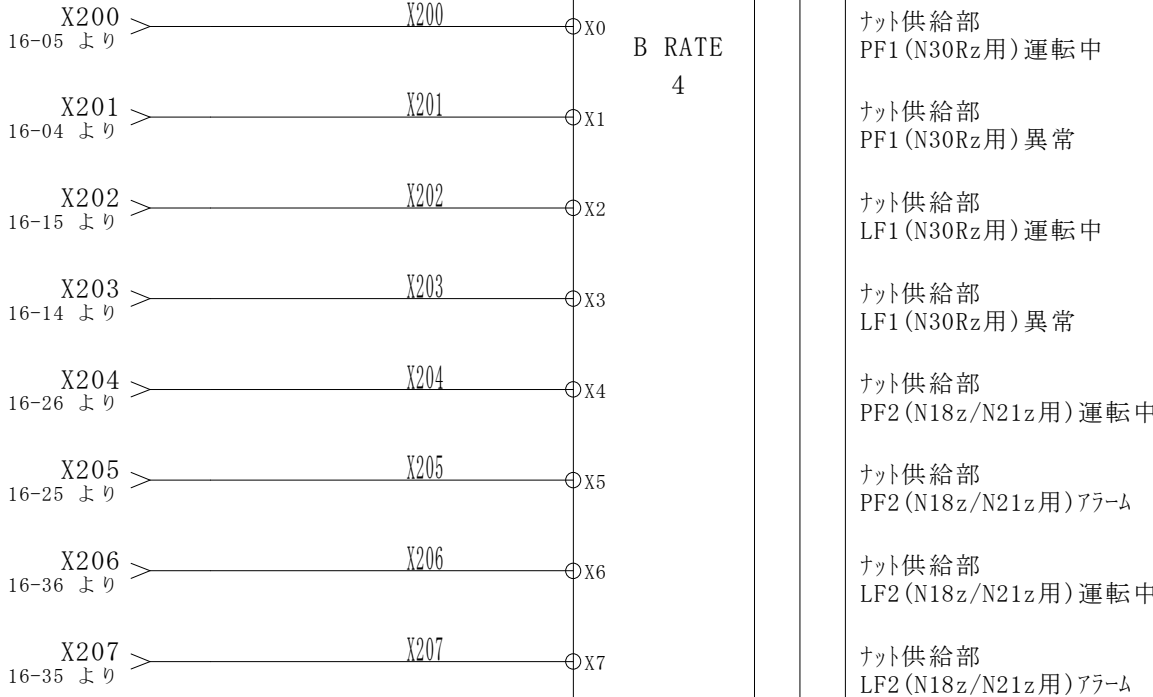 X200
16-05 より
X200
X0
B RATE
4
ナット供給部
PF1(N30Rz用)運転中
X201
16-04 より
X201
X1
ナット供給部
PF1(N30Rz用)異常
X202
16-15 より
X202
X2
ナット供給部
LF1(N30Rz用)運転中
X203
16-14 より
X203
X3
ナット供給部
LF1(N30Rz用)異常
X204
16-26 より
X204
X4
ナット供給部
PF2(N18z/N21z用)運転中
X205
16-25 より
X205
X5
ナット供給部
PF2(N18z/N21z用)アラーム
X206
16-36 より
X206
X6
ナット供給部
LF2(N18z/N21z用)運転中
X207
16-35 より
X207
X7
ナット供給部
LF2(N18z/N21z用)アラーム